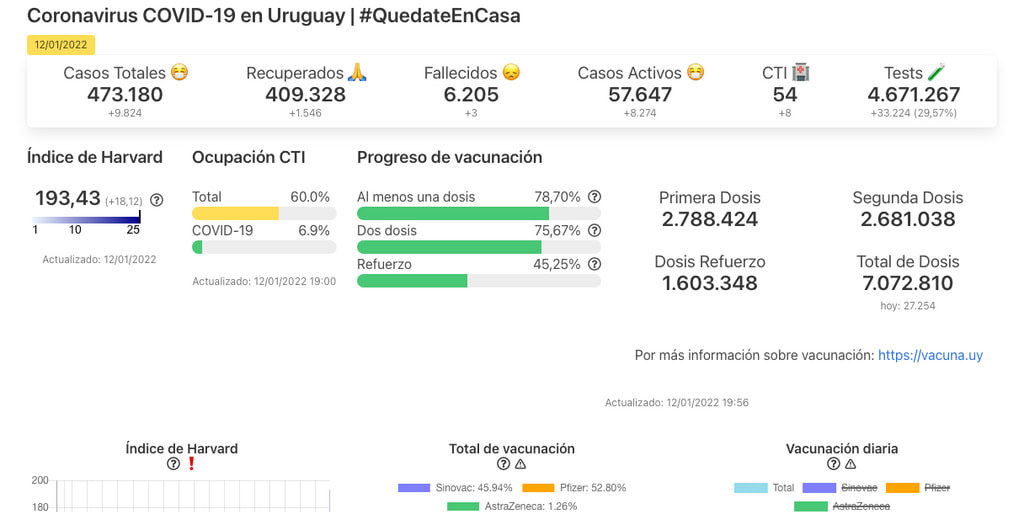 Coronavirus COVID-19 en Uruguay | #QuedateEnCasa
12/01/2022
Casos Totales 😷 Recuperados 🙏 Fallecidos 😞 Casos Activos 😷 CTI 🏥 Tests 🧪
473.180 409.328 6.205 57.647 54 4.671.267
+9.824 +1.546 +3 +8.274 +8 +33.224 (29,57%)
Índice de Harvard Ocupación CTI Progreso de vacunación
193,43 (+18,12)
1 10 25
Actualizado: 12/01/2022
Total 60.0%
COVID-19 6.9%
Actualizado: 12/01/2022 19:00
Al menos una dosis 78,70%
Dos dosis 75,67%
Refuerzo 45,25%
Primera Dosis Segunda Dosis
2.788.424 2.681.038
Dosis Refuerzo Total de Dosis
1.603.348 7.072.810
hoy: 27.254
Por más información sobre vacunación: https://vacuna.uy
Actualizado: 12/01/2022 19:56
Índice de Harvard
❗
200
180
Total de vacunación
Sinovac: 45.94% Pfizer: 52.80%
AstraZeneca: 1.26%
Vacunación diaria
Total Sinovac Pfizer
AstraZeneca